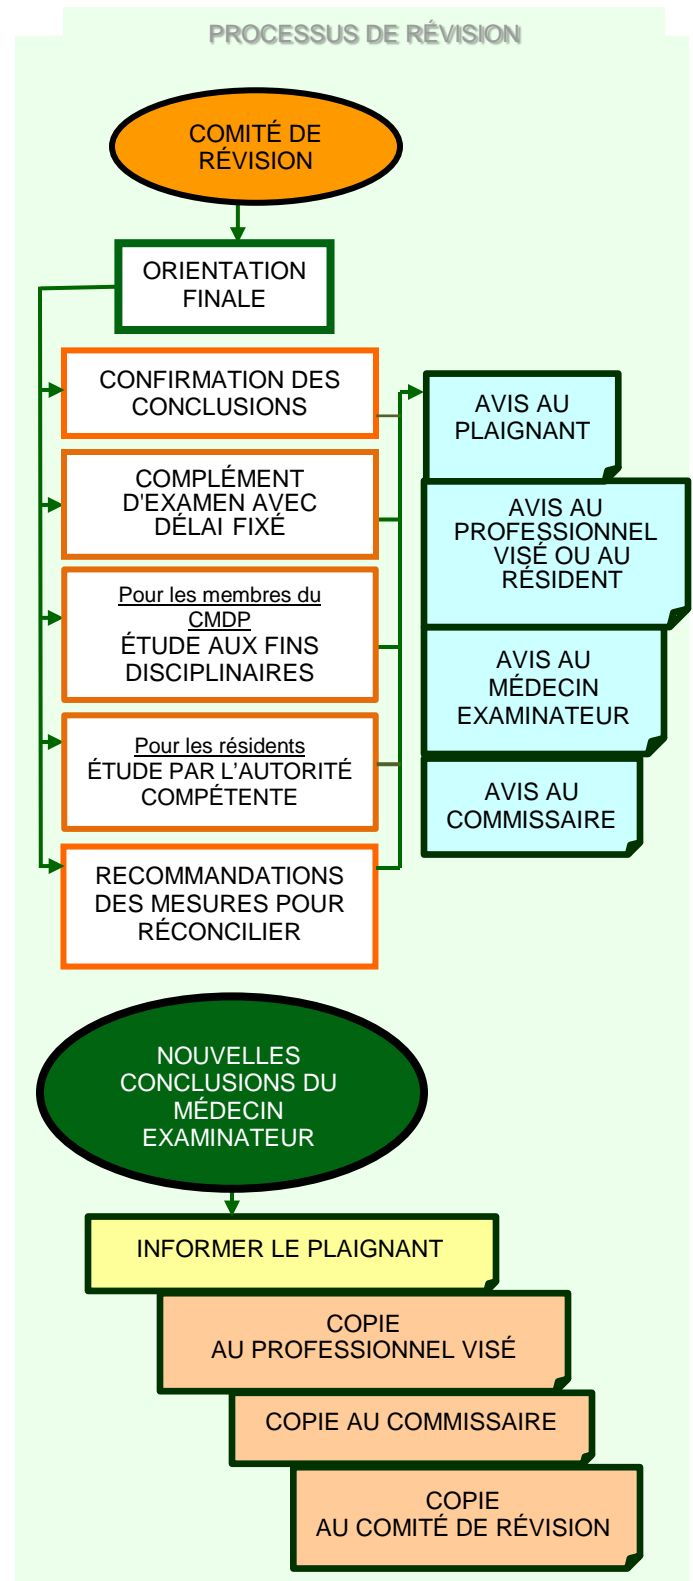 PROCESSUS DE RÉVISION
COMITÉ DE
RÉVISION
ORIENTATION
FINALE
CONFIRMATION DES
CONCLUSIONS
COMPLÉMENT
D'EXAMEN AVEC
DÉLAI FIXÉ
Pour les membres du
CMDP
ÉTUDE AUX FINS
DISCIPLINAIRES
Pour les résidents
ÉTUDE PAR L’AUTORITÉ
COMPÉTENTE
RECOMMANDATIONS
DES MESURES POUR
RÉCONCILIER
AVIS AU
PLAIGNANT
AVIS AU
PROFESSIONNEL
VISÉ OU AU
RÉSIDENT
AVIS AU
MÉDECIN
EXAMINATEUR
AVIS AU
COMMISSAIRE
NOUVELLES
CONCLUSIONS DU
MÉDECIN
EXAMINATEUR
INFORMER LE PLAIGNANT
COPIE
AU PROFESSIONNEL VISÉ
COPIE AU COMMISSAIRE
COPIE
AU COMITÉ DE RÉVISION